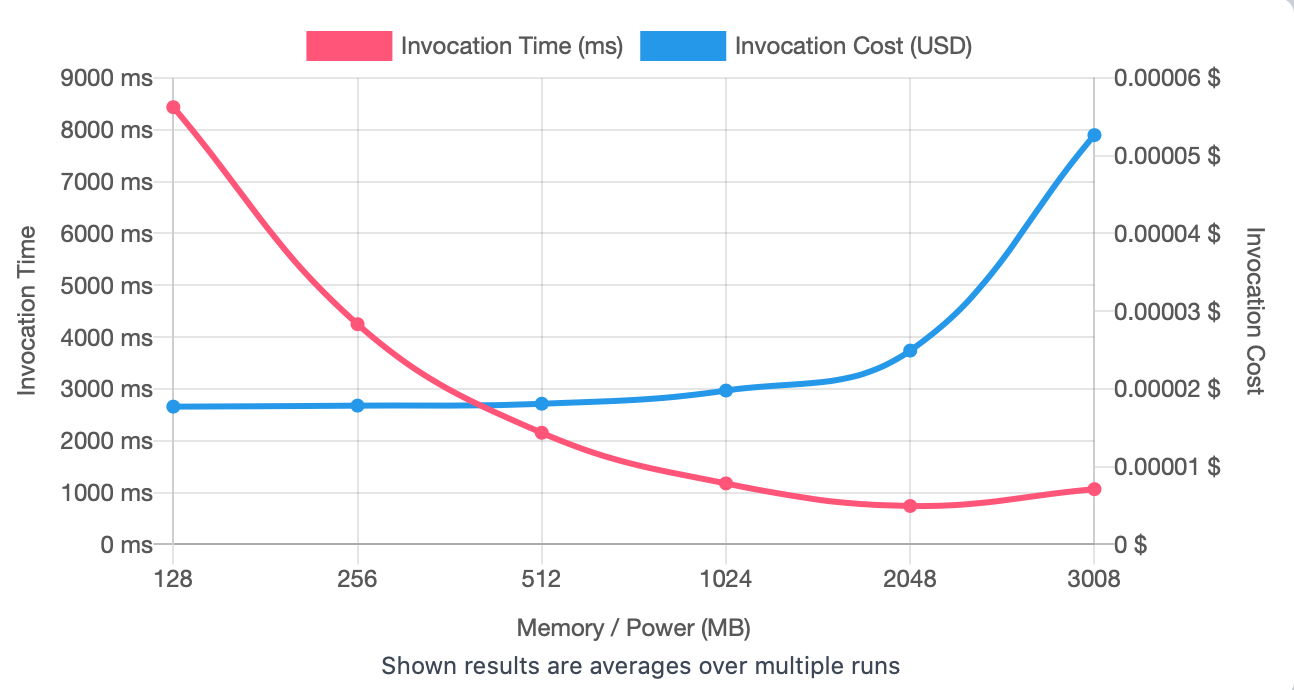 Invocation Time (ms) Invocation Cost (USD)
9000 ms 0.00006 $
8000 ms
0.00005 $
7000 ms
6000 ms 0.00004 $
5000 ms
0.00003 $
4000 ms
3000 ms 0.00002 $
2000 ms
0.00001 $
1000 ms
0 ms 0 $
Invocation Time
Invocation Cost
128 256 512 1024 2048 3008
Memory / Power (MB)
Shown results are averages over multiple runs